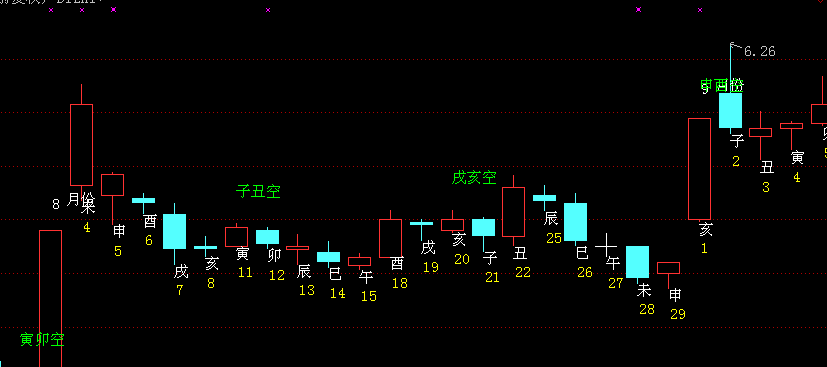 6.26
申酉空
9 月份
子 2
丑 3
寅 4
8 月份
未 4
申 5
酉 6
戌 7
亥 8
子丑空
寅 11
卯 12
辰 13
巳 14
午 15
戌亥空
酉 18
戌 19
亥 20
子 21
丑 22
辰 25
巳 26
午 27
未 28
申 29
亥 1
寅卯空